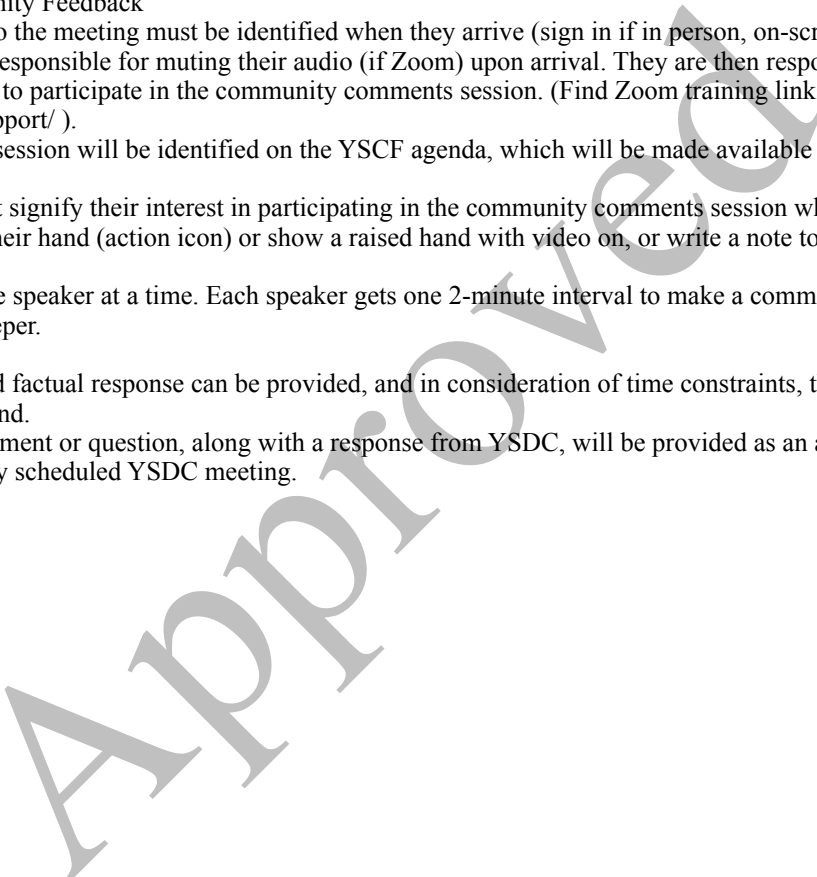 nity Feedback
o the meeting must be identified when they arrive (sign in if in person, on-scr
esponsible for muting their audio (if Zoom) upon arrival. They are then respo
to participate in the community comments session. (Find Zoom training link
port/ ).
session will be identified on the YSCF agenda, which will be made available
t signify their interest in participating in the community comments session wh
heir hand (action icon) or show a raised hand with video on, or write a note to
e speaker at a time. Each speaker gets one 2-minute interval to make a comm
eper.
d factual response can be provided, and in consideration of time constraints, t
nd.
ment or question, along with a response from YSDC, will be provided as an a
y scheduled YSDC meeting.
Approved